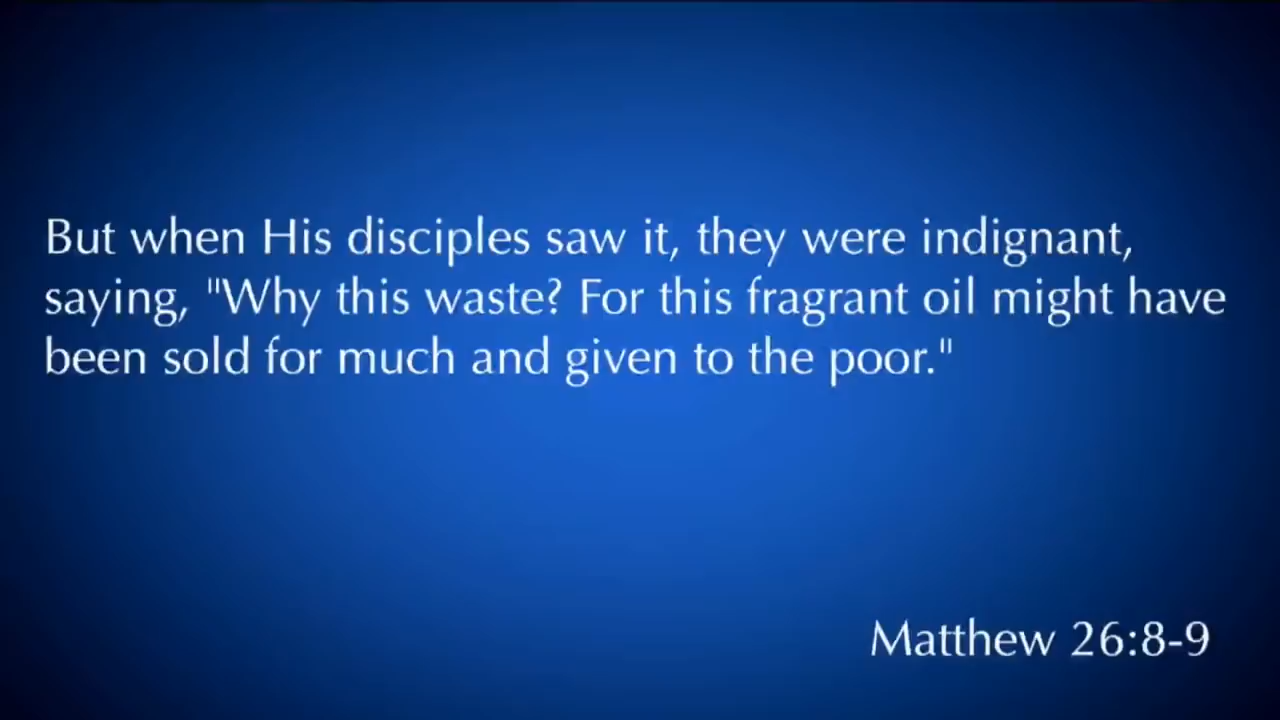 But when His disciples saw it, they were indignant,
saying, "Why this waste? For this fragrant oil might have
been sold for much and given to the poor."
Matthew 26:8-9